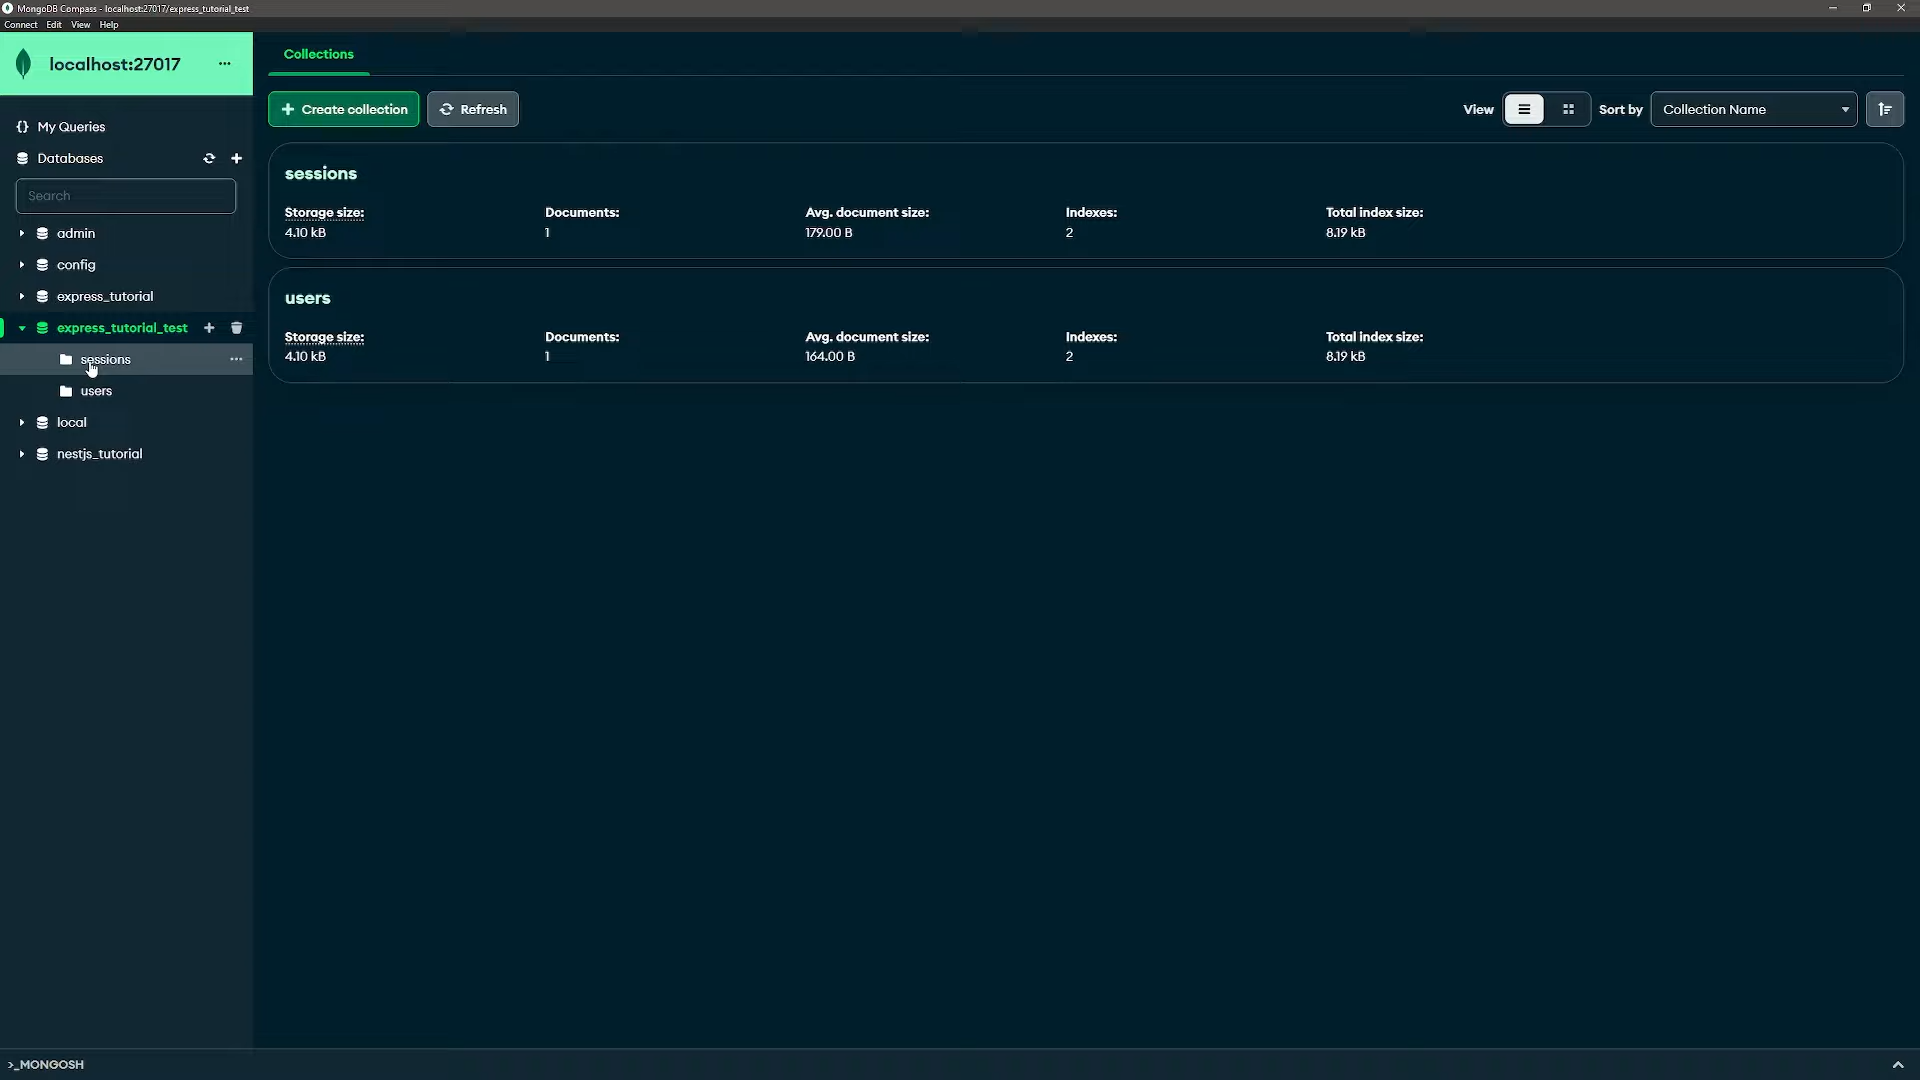 MongoDB Compass - localhost:27017/express_tutorial_test
Connect Edit View Help
localhost:27017
Collections
Create collection
Refresh
View
Sort by
Collection Name
{} My Queries
Databases
Search
admin
config
express_tutorial
express_tutorial_test
sessions
users
local
nestjs_tutorial
sessions
Storage size: Documents: Avg. document size: Indexes: Total index size:
4.10 kB 1 179.00 B 2 8.19 kB
users
Storage size: Documents: Avg. document size: Indexes: Total index size:
4.10 kB 1 164.00 B 2 8.19 kB
>_MONGOSH